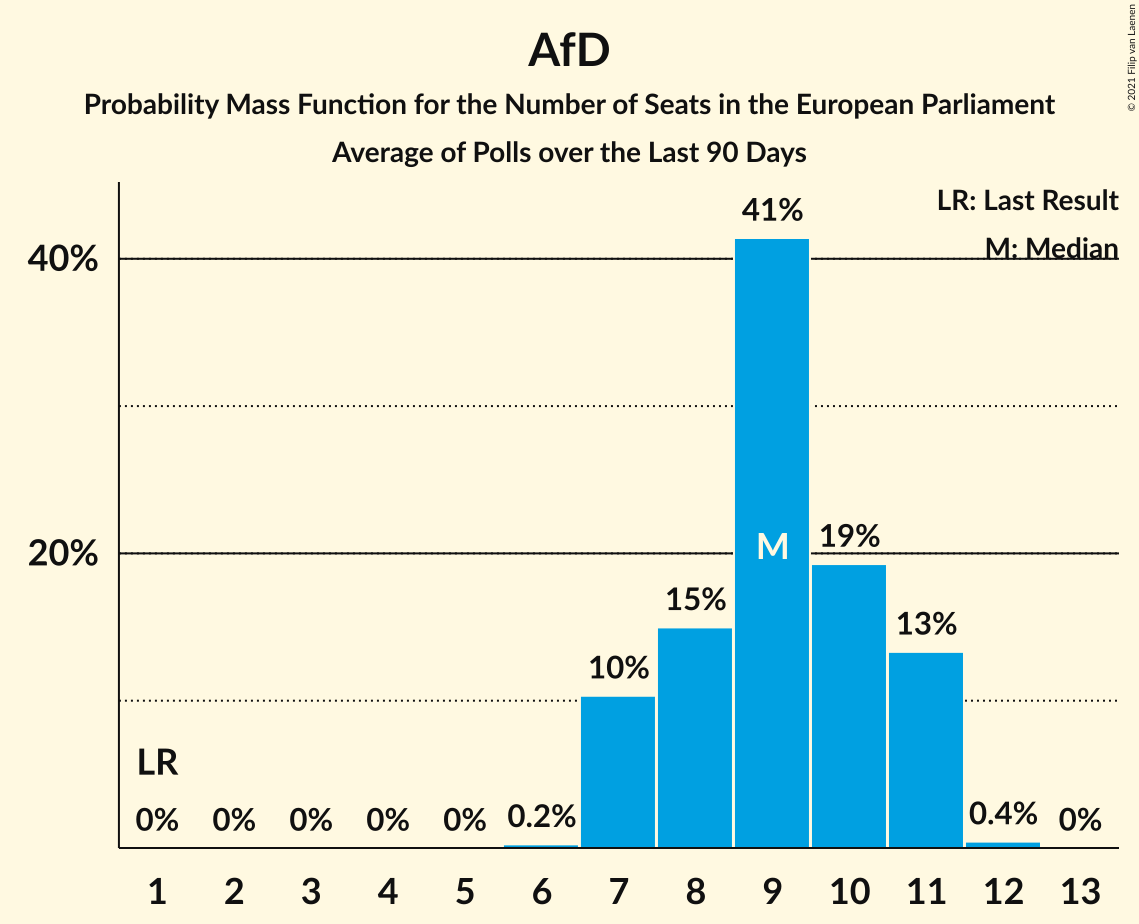 AfD
Probability Mass Function for the Number of Seats in the European Parliament
Average of Polls over the Last 90 Days
© 2021 Filip van Laenen
LR: Last Result
M: Median
40%
20%
41%
M
19%
15%
13%
10%
LR
0% 0% 0% 0% 0% 0.2% 0.4% 0%
1 2 3 4 5 6 7 8 9 10 11 12 13